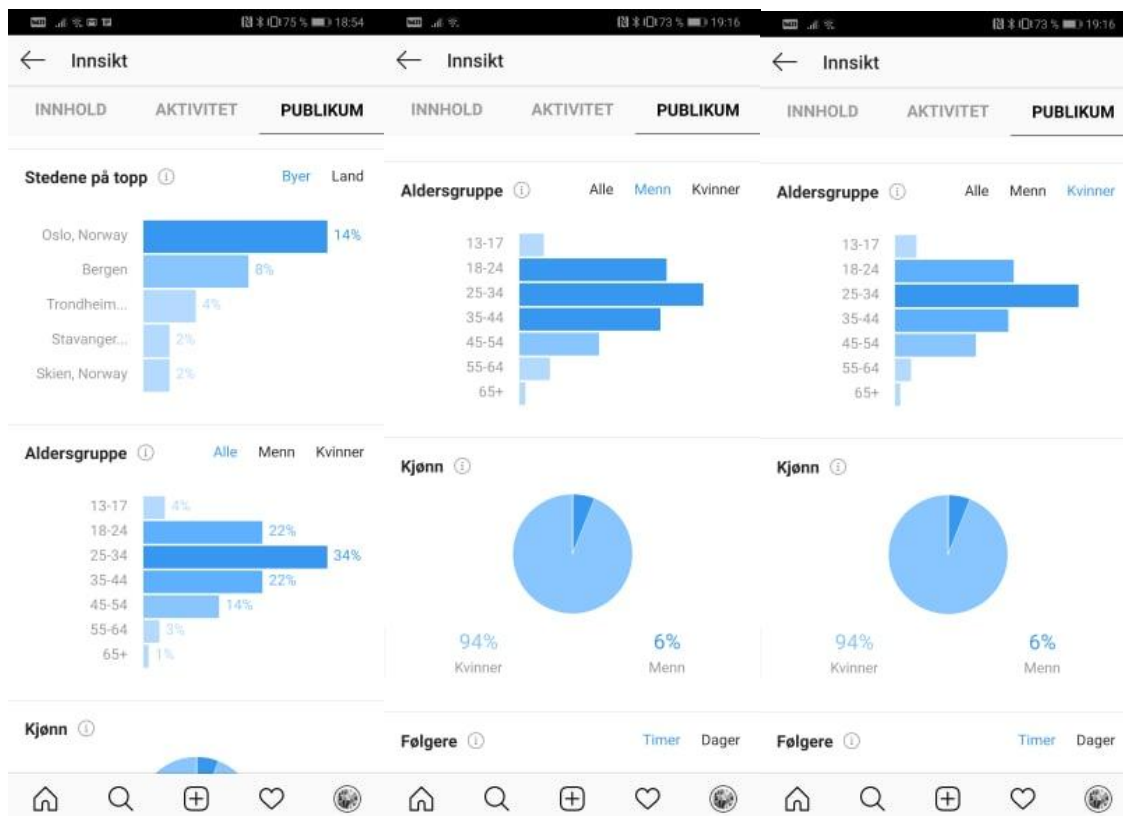 75 % 18:54
Innsikt
INNHOLD AKTIVITET PUBLIKUM
Stedene på topp Byer Land
Oslo, Norway 14%
Bergen 8%
Trondheim... 4%
Stavanger... 2%
Skien, Norway 2%
Aldersgruppe Alle Menn Kvinner
13-17 4%
18-24 22%
25-34 34%
35-44 22%
45-54 14%
55-64 3%
65+ 1%
Kjønn
73 % 19:16
Innsikt
INNHOLD AKTIVITET PUBLIKUM
Aldersgruppe Alle Menn Kvinner
13-17
18-24
25-34
35-44
45-54
55-64
65+
Kjønn
94% 6%
Kvinner Menn
Følgere Timer Dager
73 % 19:16
Innsikt
INNHOLD AKTIVITET PUBLIKUM
Aldersgruppe Alle Menn Kvinner
13-17
18-24
25-34
35-44
45-54
55-64
65+
Kjønn
94% 6%
Kvinner Menn
Følgere Timer Dager